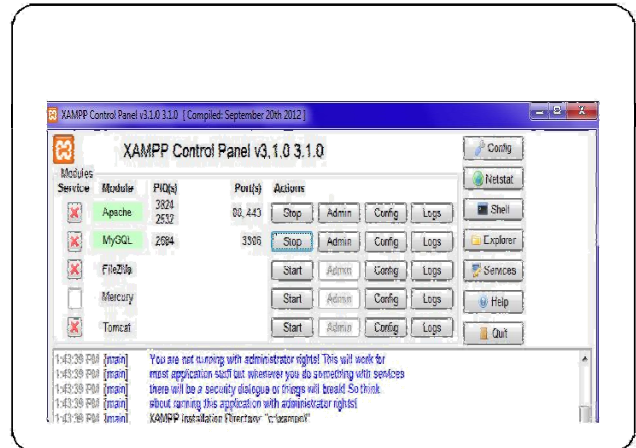 XAMPP Control Panel v3.1.0 3.1.0 [ Compiled: September 20th 2012 ]
XAMPP Control Panel v3.1.0 3.1.0
Config
Modules
Service Module PID(s) Port(s) Actions
Netstat
Apache 3824 2532 80, 443 Stop Admin Config Logs
Shell
MySQL 2684 3306 Stop Admin Config Logs
Explorer
FileZilla Start Admin Config Logs
Services
Mercury Start Admin Config Logs
Help
Tomcat Start Admin Config Logs
Quit
1:43:39 PM [main] You are not running with administrator rights! This will work for
1:43:39 PM [main] most application stuff but whenever you do something with services
1:43:39 PM [main] there will be a security dialogue or things will break! So think
1:43:39 PM [main] about running this application with administrator rights!
1:43:39 PM [main] XAMPP Installation Directory: "c:\xampp\"